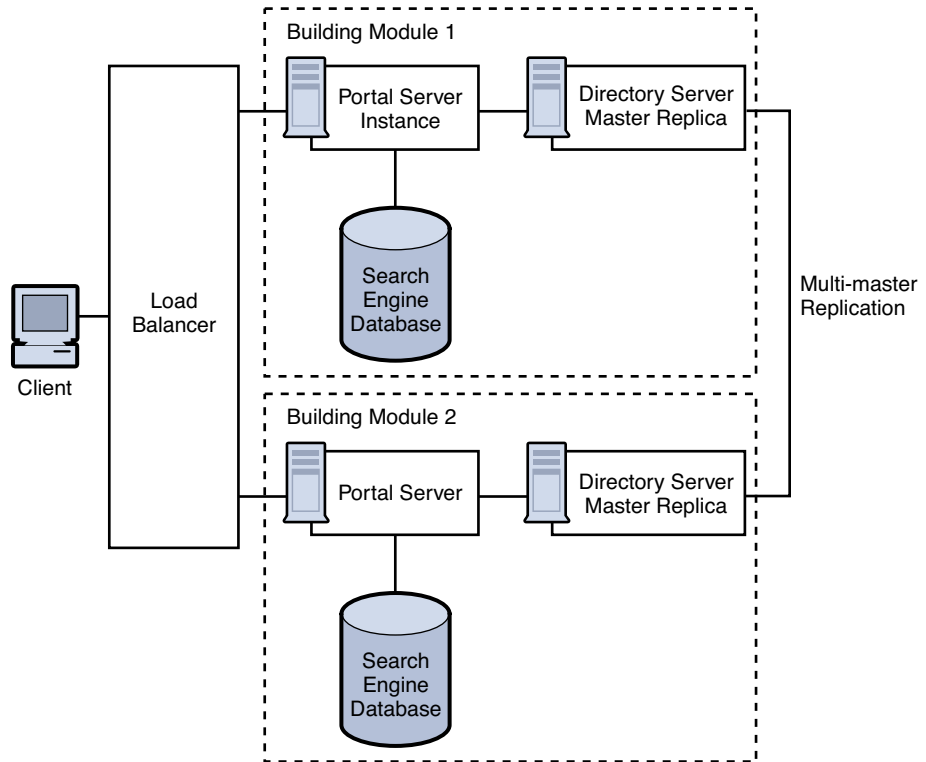 Building Module 1
Portal Server
Instance
Directory Server
Master Replica
Search
Engine
Database
Load
Balancer
Client
Multi-master
Replication
Building Module 2
Portal Server
Directory Server
Master Replica
Search
Engine
Database